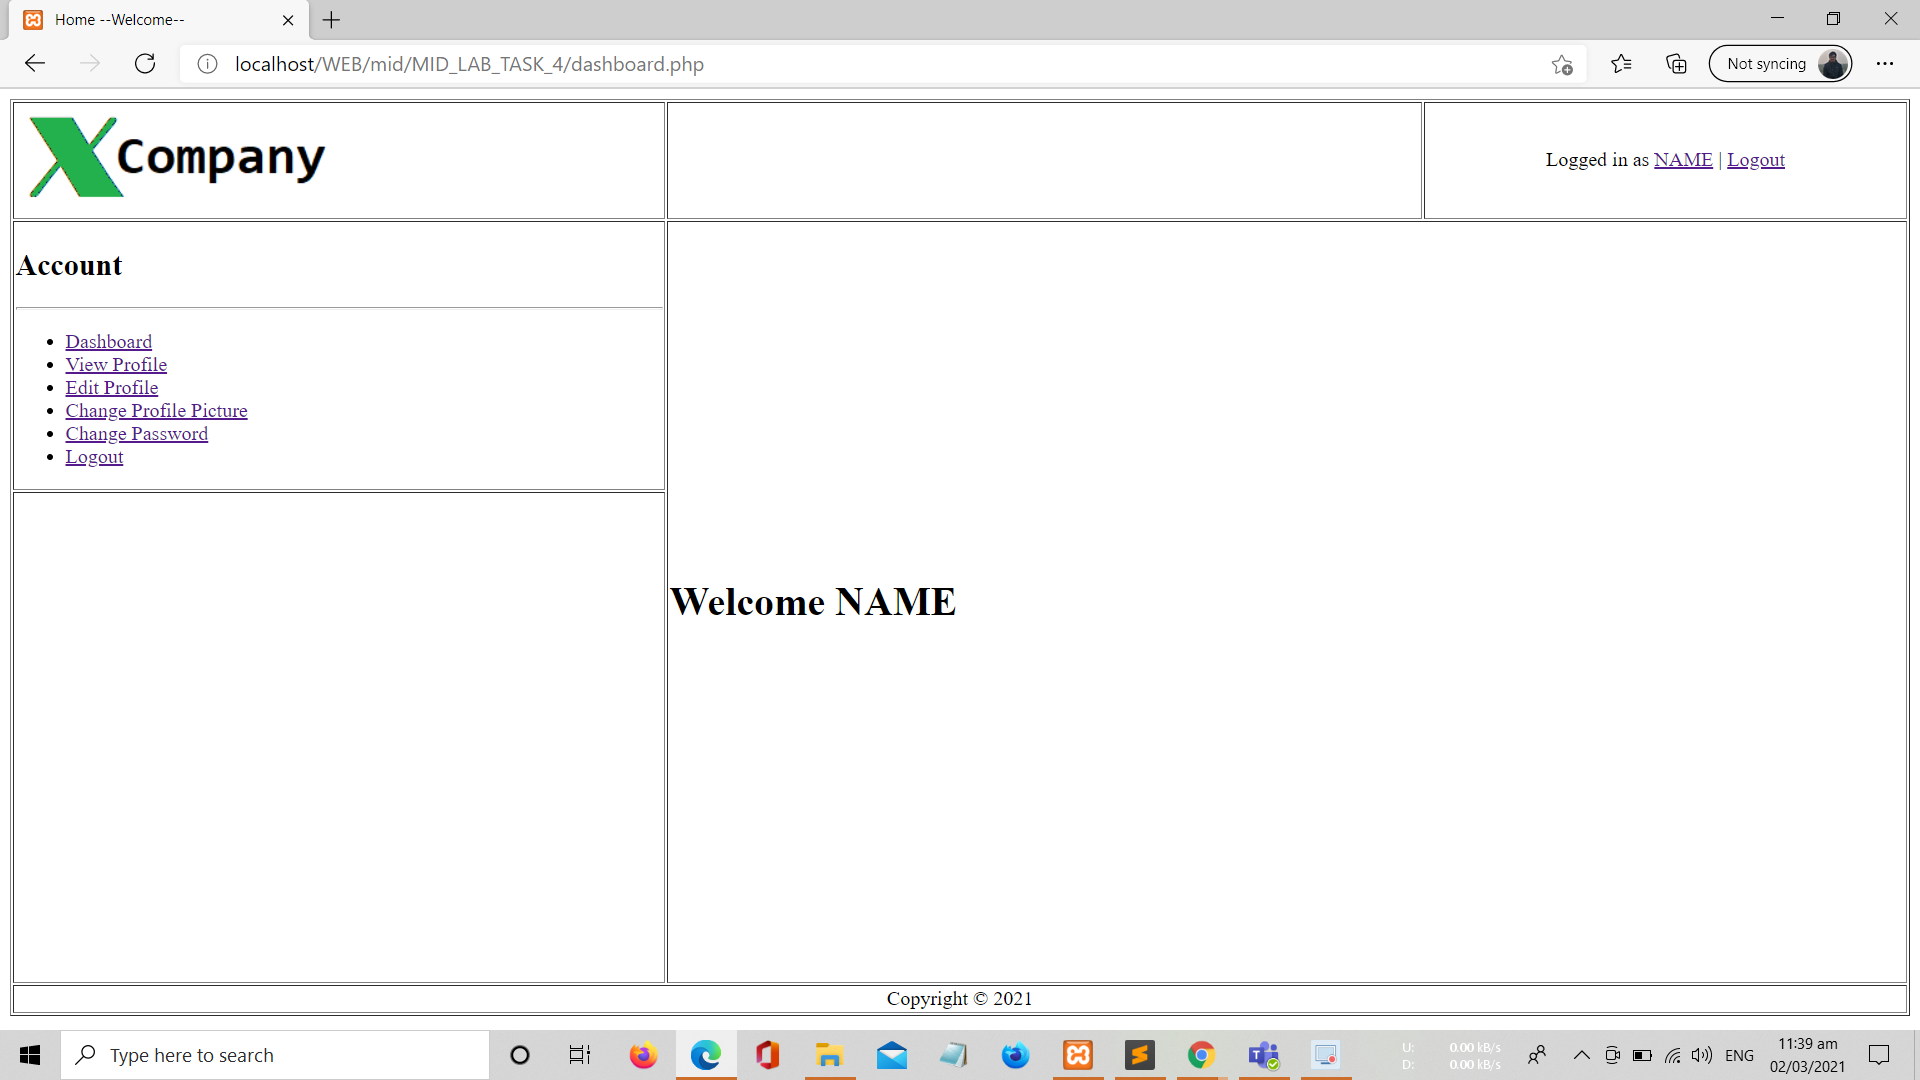 Home --Welcome--
localhost/WEB/mid/MID_LAB_TASK_4/dashboard.php
Not syncing
X Company
Logged in as NAME | Logout
Account
Dashboard
View Profile
Edit Profile
Change Profile Picture
Change Password
Logout
Welcome NAME
Copyright © 2021
Type here to search
U: 0.00 kB/s
D: 0.00 kB/s
ENG
11:39 am
02/03/2021